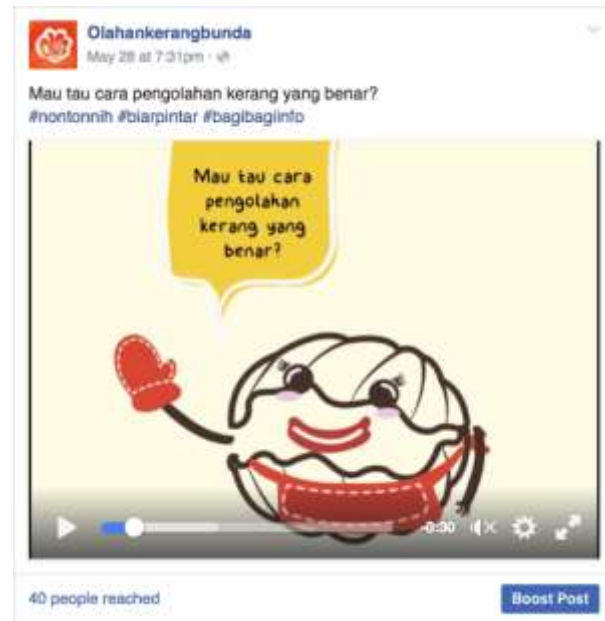 Olahankerangbunda
May 28 at 7:31pm ·
Mau tau cara pengolahan kerang yang benar?
#nontonnih #biarpintar #bagibagiinfo
Mau tau cara
pengolahan
kerang yang
benar?
-0:00
40 people reached
Boost Post